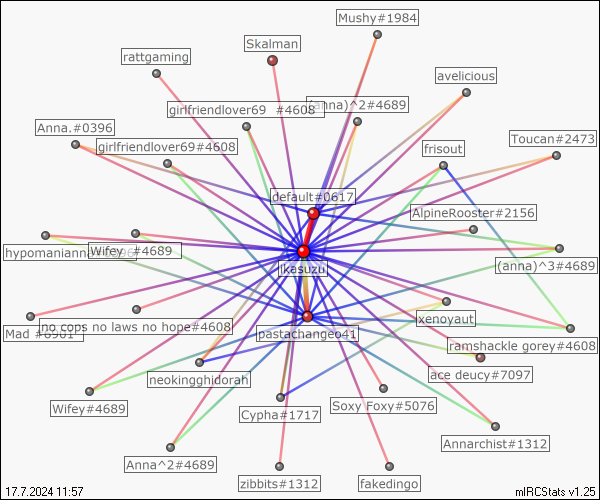 Mushy#1984
Skalman
rattgaming
avelicious
girlfriendlover69 #4608
(anna)^2#4689
Anna.#0396
girlfriendlover69#4608
frisout
Toucan#2473
default#0617
AlpineRooster#2156
hypomanianna
Wifey #4689
ikasuzu
(anna)^3#4689
xenoyaut
Mad
no cops no laws no hope#4608
pastachangeo41
ramshackle gorey#4608
neokingghidorah
ace deucy#7097
Wifey#4689
Cypha#1717
Soxy Foxy#5076
Annarchist#1312
Anna^2#4689
zibbits#1312
fakedingo
17.7.2024 11:57
mIRCStats v1.25